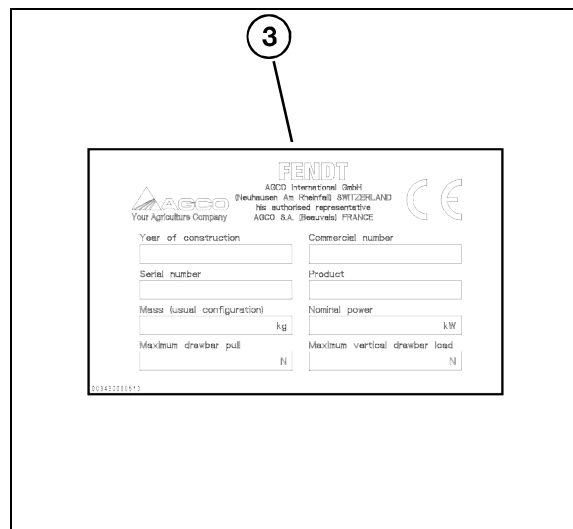 3
FENDT
AGCO International GmbH
(Neuhausen Am Rheinfall) SWITZERLAND
his authorised representative
AGCO S.A. (Beauvais) FRANCE
AGCO
Your Agriculture Company
CE
Year of construction
Commercial number
Serial number
Product
Mass (usual configuration)
Nominal power
kg
kW
Maximum drawbar pull
Maximum vertical drawbar load
N
N